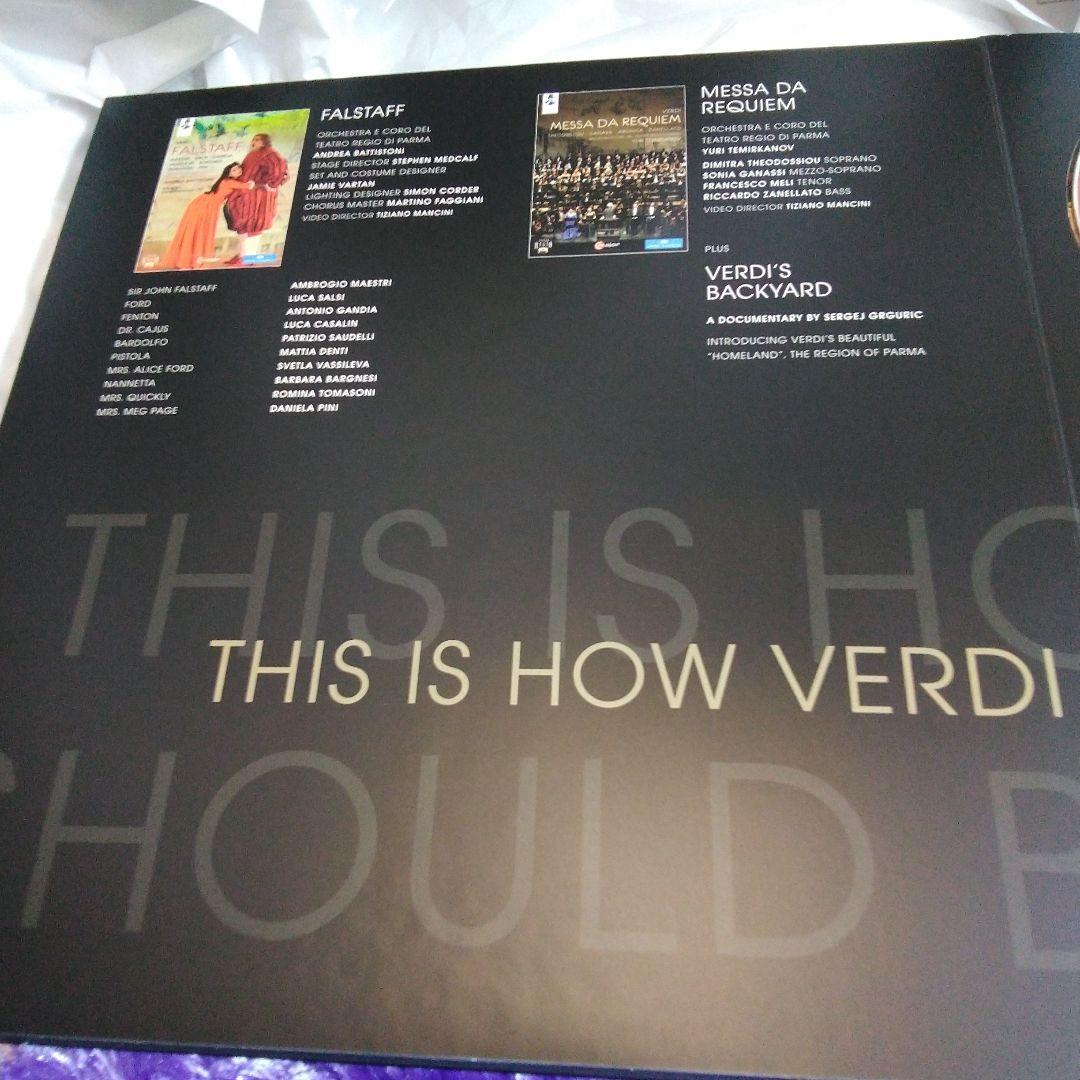 FALSTAFF
ORCHESTRA E CORO DEL
TEATRO REGIO DI PARMA
ANDREA BATTISTONI
STAGE DIRECTOR STEPHEN MEDCALF
SET AND COSTUME DESIGNER
JAMIE VARTAN
LIGHTING DESIGNER SIMON CORDER
CHORUS MASTER MARTINO FAGGIANI
VIDEO DIRECTOR TIZIANO MANCINI
FALSTAFF
SIR JOHN FALSTAFF AMBROGIO MAESTRI
FORD LUCA SALSI
FENTON ANTONIO GANDIA
DR. CAJUS LUCA CASALIN
BARDOLFO PATRIZIO SAUDELLI
PISTOLA MATTIA DENTI
MRS. ALICE FORD SVETLA VASSILEVA
NANNETTA BARBARA BARGNESI
MRS. QUICKLY ROMINA TOMASONI
MRS. MEG PAGE DANIELA PINI
VERDI
MESSA DA REQUIEM
MESSA DA
REQUIEM
ORCHESTRA E CORO DEL
TEATRO REGIO DI PARMA
YURI TEMIRKANOV
DIMITRA THEODOSSIOU SOPRANO
SONIA GANASSI MEZZO-SOPRANO
FRANCESCO MELI TENOR
RICCARDO ZANELLATO BASS
VIDEO DIRECTOR TIZIANO MANCINI
PLUS
VERDI'S
BACKYARD
A DOCUMENTARY BY SERGEJ GRGURIC
INTRODUCING VERDI'S BEAUTIFUL
"HOMELAND", THE REGION OF PARMA
THIS IS HO
THIS IS HOW VERDI
SHOULD B